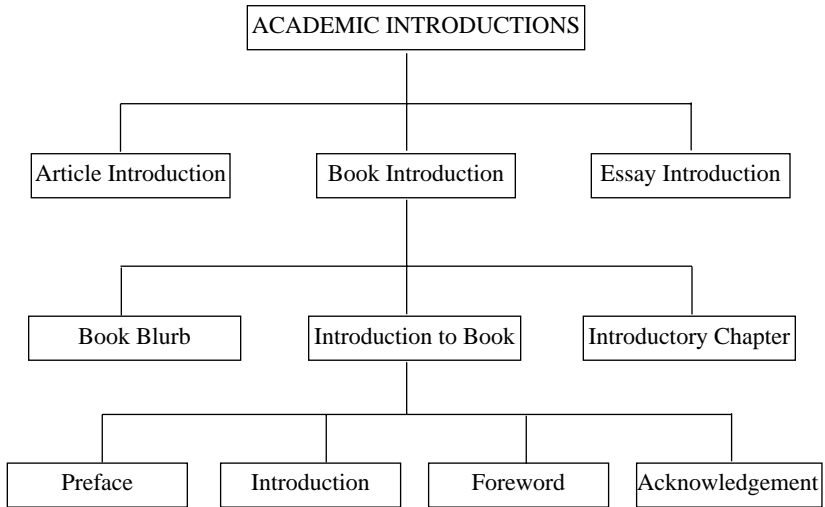 ACADEMIC INTRODUCTIONS
Article Introduction
Book Introduction
Essay Introduction
Book Blurb
Introduction to Book
Introductory Chapter
Preface
Introduction
Foreword
Acknowledgement